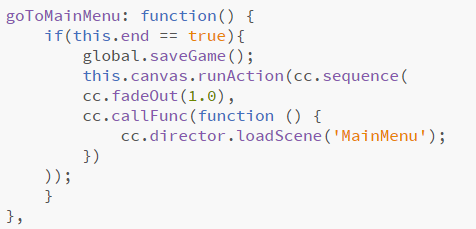 goToMainMenu: function() {
    if(this.end == true){
        global.saveGame();
        this.canvas.runAction(cc.sequence(
        cc.fadeOut(1.0),
        cc.callFunc(function () {
            cc.director.loadScene('MainMenu');
        })
    ));
    }
},